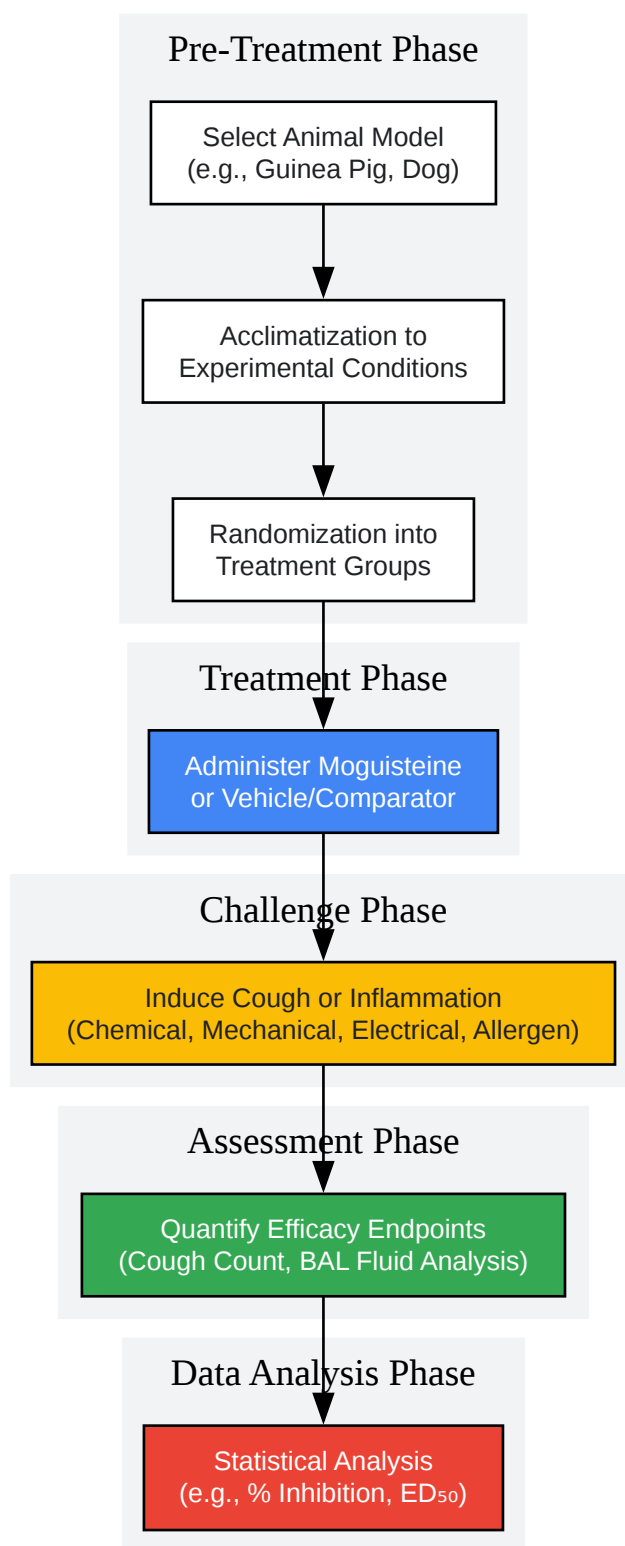 Pre-Treatment Phase
Select Animal Model
(e.g., Guinea Pig, Dog)
Acclimatization to
Experimental Conditions
Randomization into
Treatment Groups
Treatment Phase
Administer Moguisteine
or Vehicle/Comparator
Challenge Phase
Induce Cough or Inflammation
(Chemical, Mechanical, Electrical, Allergen)
Assessment Phase
Quantify Efficacy Endpoints
(Cough Count, BAL Fluid Analysis)
Data Analysis Phase
Statistical Analysis
(e.g., % Inhibition, ED₅₀)